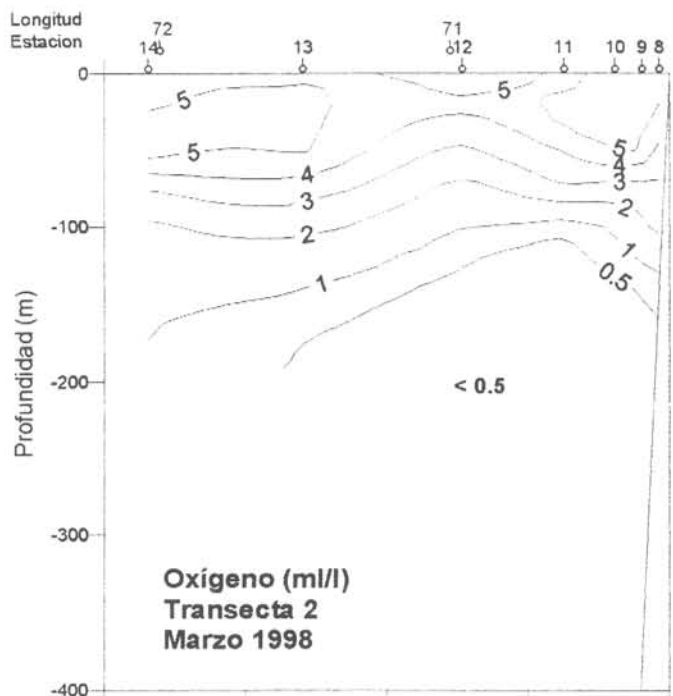 Longitud
72 71
Estacion
14 13 12 11 10 9 8
0
5 5
5 5
4 4
3 3
2 2
-100
1 1
0.5
Profundidad (m)
-200
< 0.5
-300
Oxígeno (ml/l)
Transecta 2
Marzo 1998
-400